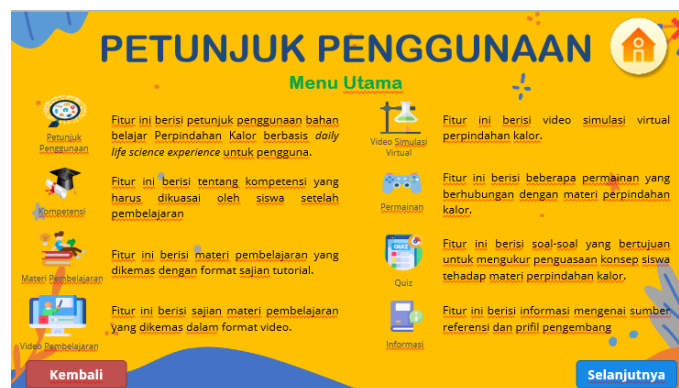 PETUNJUK PENGGUNAAN
Menu Utama
Petunjuk
Penggunaan
Fitur ini berisi petunjuk penggunaan bahan
belajar Perpindahan Kalor berbasis daily
life science experience untuk pengguna.
Kompetensi
Fitur ini berisi tentang kompetensi yang
harus dikuasai oleh siswa setelah
pembelajaran
Materi Pembelajaran
Fitur ini berisi materi pembelajaran yang
dikemas dengan format sajian tutorial.
Video Pembelajaran
Fitur ini berisi sajian materi pembelajaran
yang dikemas dalam format video.
Video Simulasi
Virtual
Fitur ini berisi video simulasi virtual
perpindahan kalor.
Permainan
Fitur ini berisi beberapa permainan yang
berhubungan dengan materi perpindahan
kalor.
QUIZ
Quiz
Fitur ini berisi soal-soal yang bertujuan
untuk mengukur penguasaan konsep siswa
tehadap materi perpindahan kalor.
Informasi
Fitur ini berisi informasi mengenai sumber
referensi dan prifil pengembang
Kembali
Selanjutnya